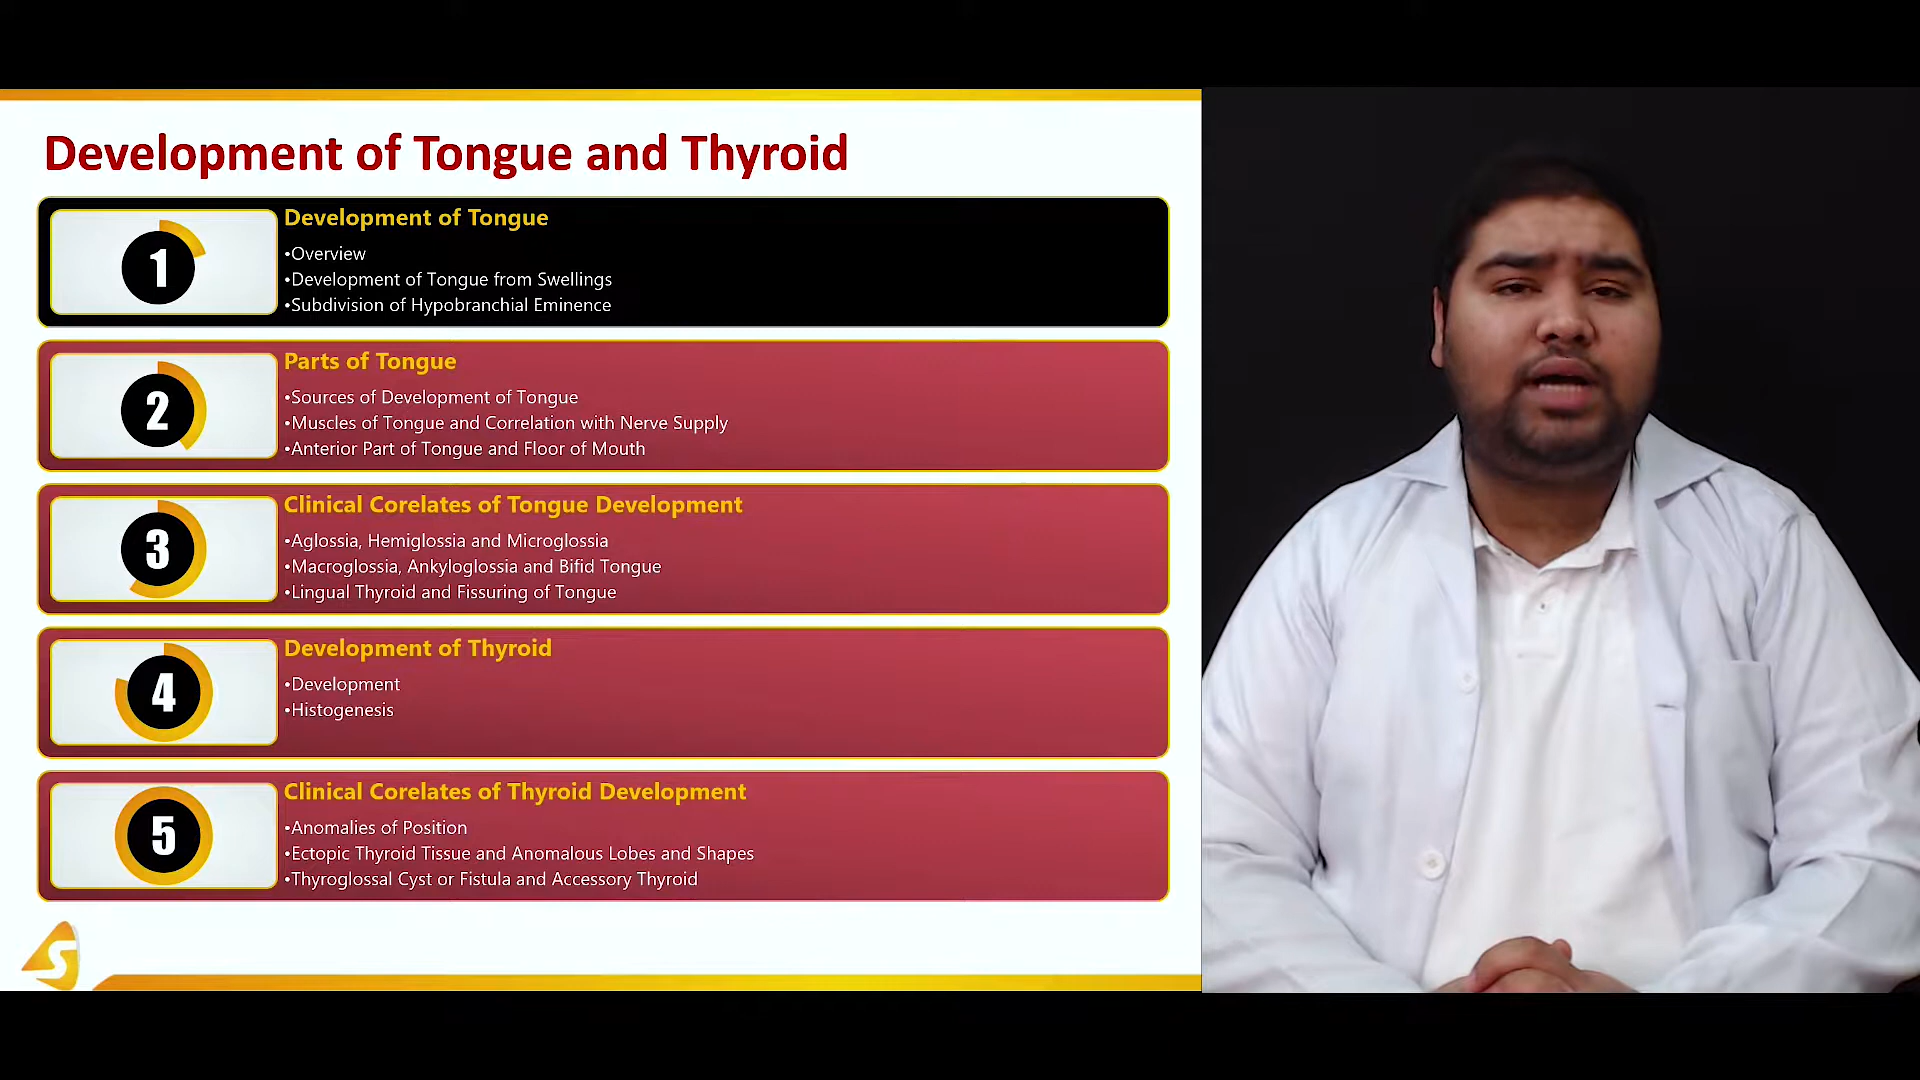 Development of Tongue and Thyroid
1
Development of Tongue
•Overview
•Development of Tongue from Swellings
•Subdivision of Hypobranchial Eminence
2
Parts of Tongue
•Sources of Development of Tongue
•Muscles of Tongue and Correlation with Nerve Supply
•Anterior Part of Tongue and Floor of Mouth
3
Clinical Corelates of Tongue Development
•Aglossia, Hemiglossia and Microglossia
•Macroglossia, Ankyloglossia and Bifid Tongue
•Lingual Thyroid and Fissuring of Tongue
4
Development of Thyroid
•Development
•Histogenesis
5
Clinical Corelates of Thyroid Development
•Anomalies of Position
•Ectopic Thyroid Tissue and Anomalous Lobes and Shapes
•Thyroglossal Cyst or Fistula and Accessory Thyroid
S